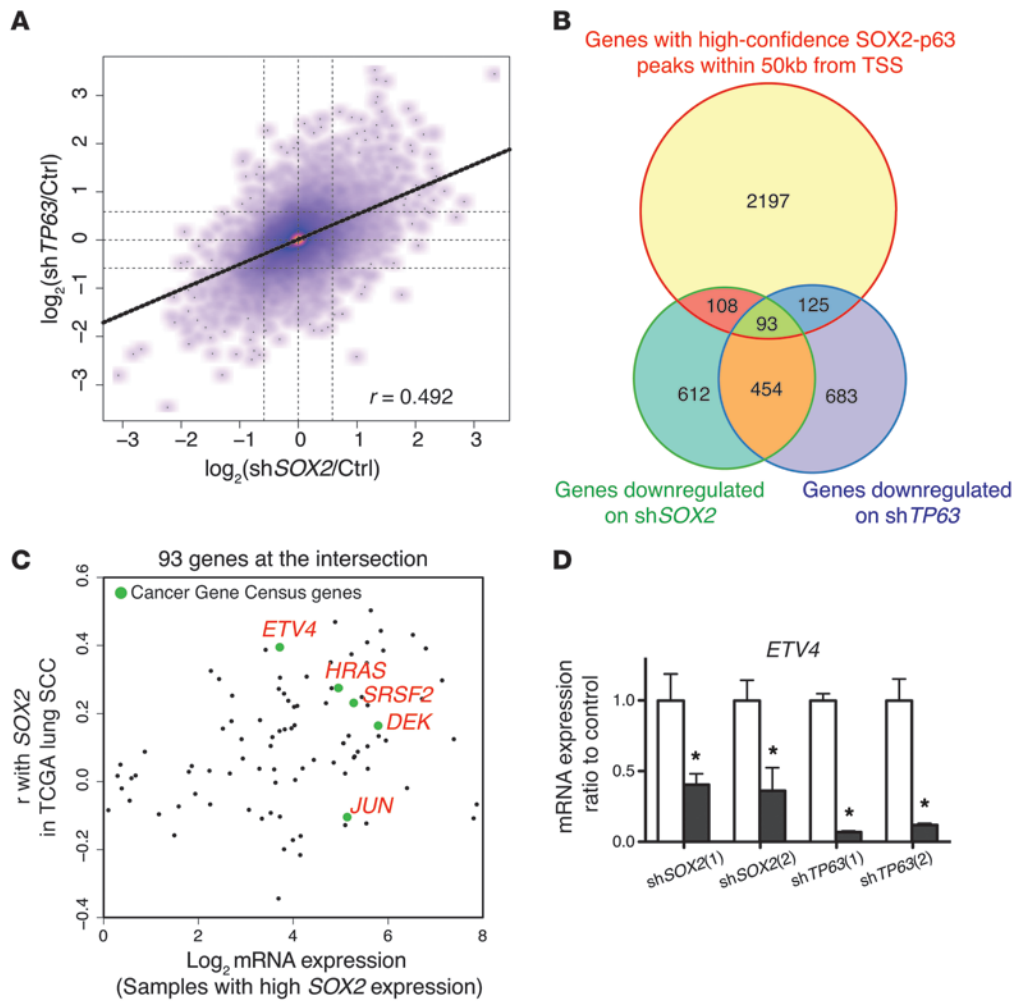 A
log2(shTP63/Ctrl)
3
2
1
0
−1
−2
−3
r = 0.492
−3 −2 −1 0 1 2 3
log2(shSOX2/Ctrl)
B
Genes with high-confidence SOX2-p63
peaks within 50kb from TSS
2197
108 125
93
612 454 683
Genes downregulated
on shSOX2
Genes downregulated
on shTP63
C
93 genes at the intersection
r with SOX2
in TCGA lung SCC
0.6
0.4
0.2
0.0
−0.2
−0.4
Cancer Gene Census genes
ETV4
HRAS
SRSF2
DEK
JUN
0 2 4 6 8
Log2 mRNA expression
(Samples with high SOX2 expression)
D
ETV4
mRNA expression
ratio to control
1.0
0.5
0.0
* * * *
shSOX2(1) shSOX2(2) shTP63(1) shTP63(2)